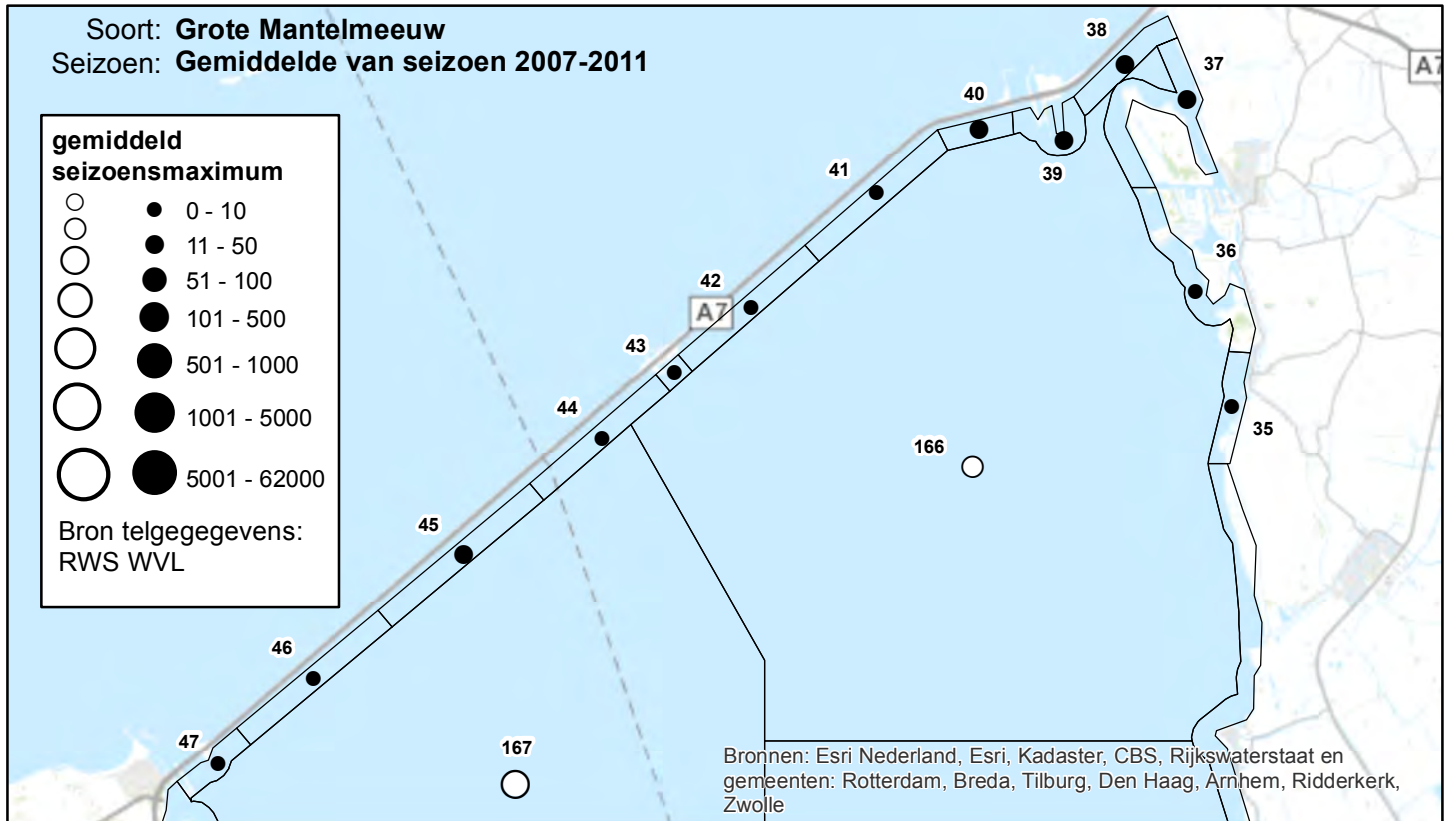 Soort: Grote Mantelmeeuw
Seizoen: Gemiddelde van seizoen 2007-2011
gemiddeld
seizoensmaximum
0 - 10
11 - 50
51 - 100
101 - 500
501 - 1000
1001 - 5000
5001 - 62000
Bron telgegegevens:
RWS WVL
38
37
A7
40
39
41
36
42
A7
43
44
35
166
45
46
47
167
Bronnen: Esri Nederland, Esri, Kadaster, CBS, Rijkswaterstaat en
gemeenten: Rotterdam, Breda, Tilburg, Den Haag, Arnhem, Ridderkerk,
Zwolle